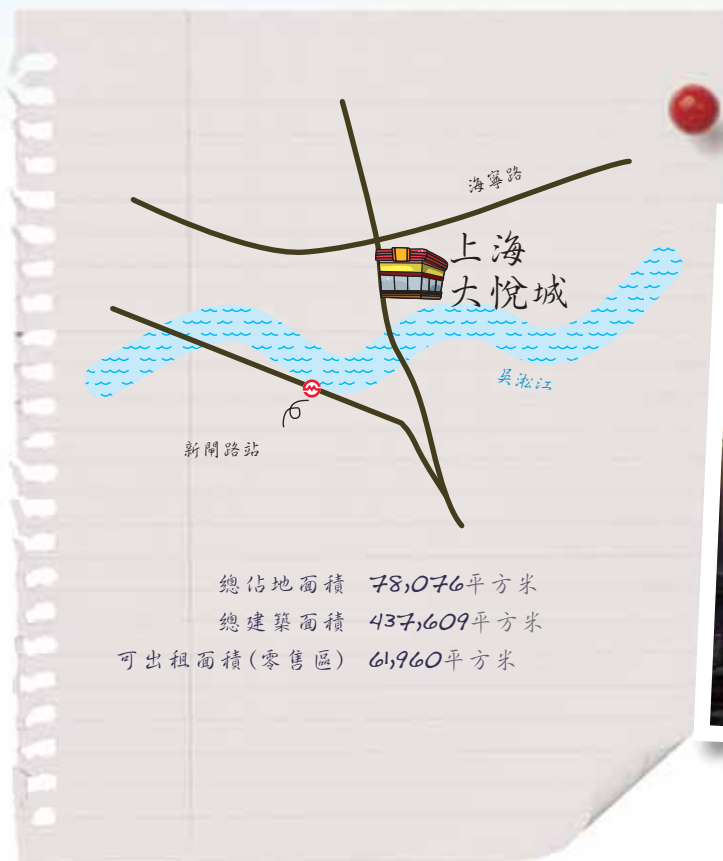 海寧路
上海
大悅城
吳淞江
新閘路站
總佔地面積 78,076平方米
總建築面積 437,609平方米
可出租面積(零售區) 61,960平方米